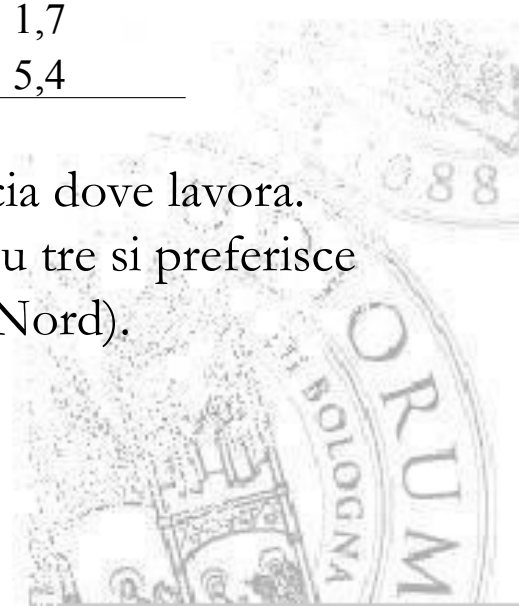 1,7
5,4
cia dove lavora.
u tre si preferisce
Nord).
88
ORUM
BOLOGNA